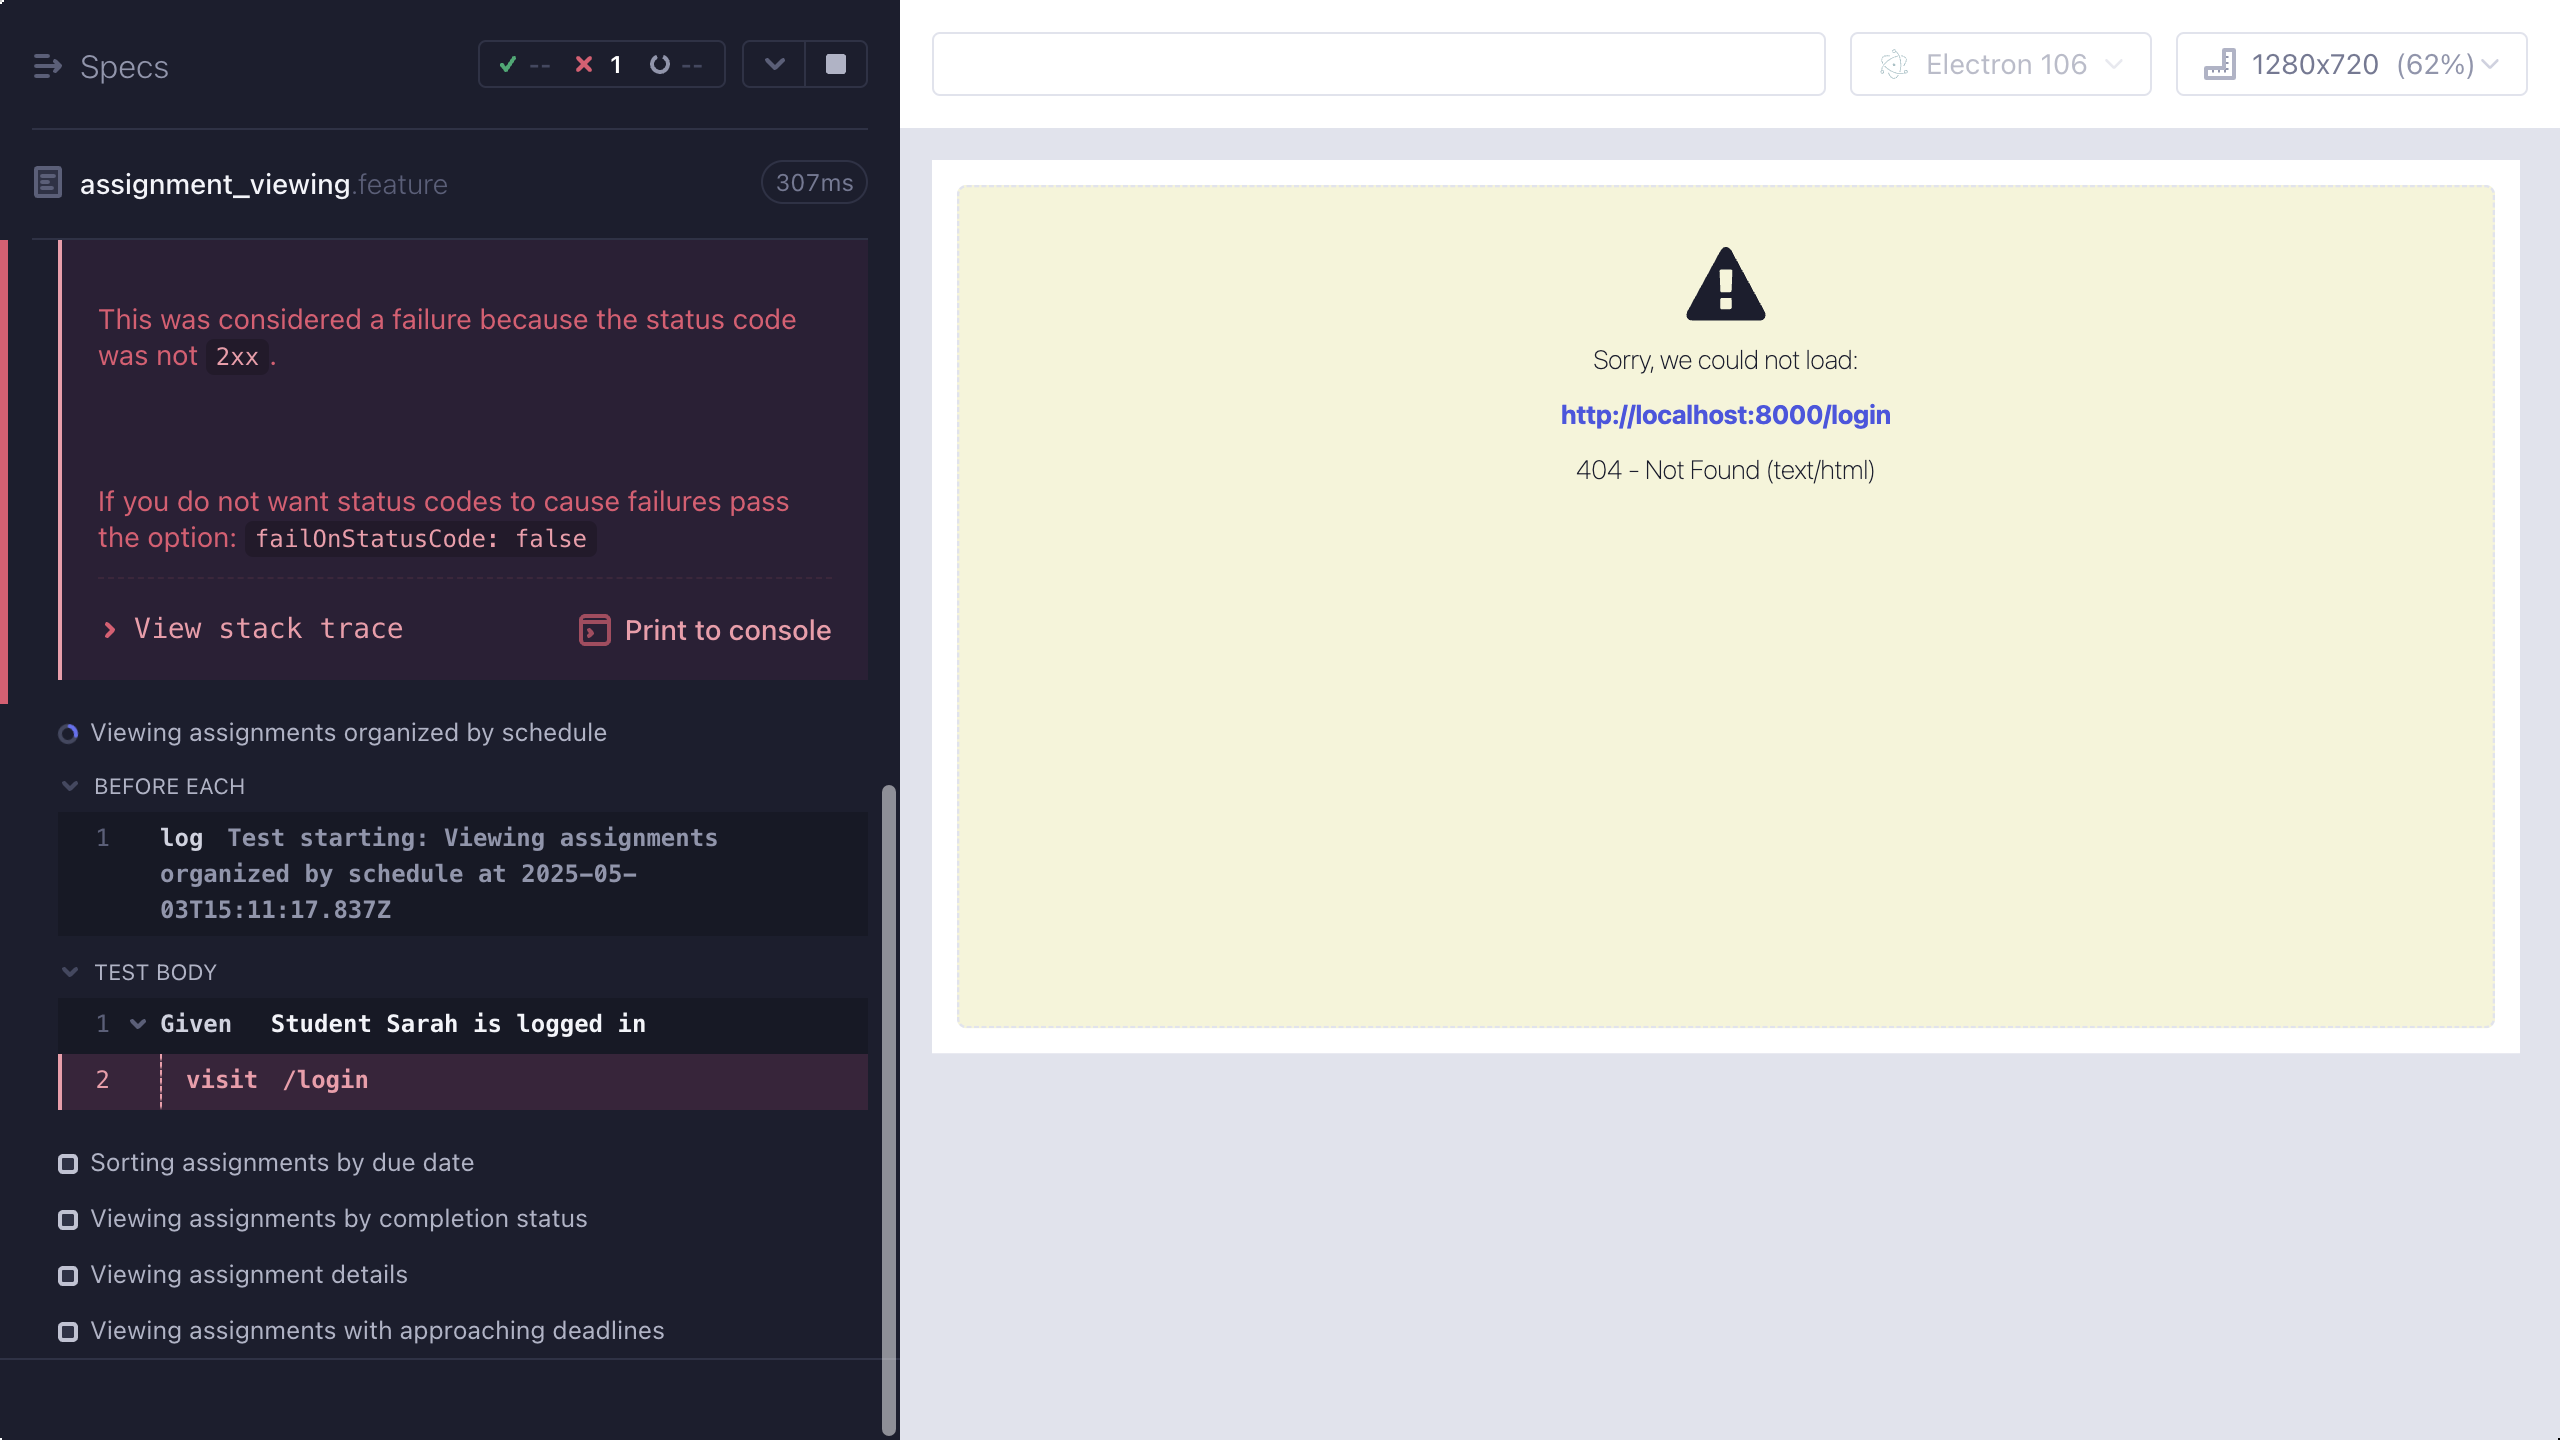 Specs
-- 1 --
assignment_viewing.feature 307ms
This was considered a failure because the status code
was not 2xx.
If you do not want status codes to cause failures pass
the option: failOnStatusCode: false
View stack trace Print to console
Viewing assignments organized by schedule
BEFORE EACH
1 log Test starting: Viewing assignments
organized by schedule at 2025-05-
03T15:11:17.837Z
TEST BODY
1 Given Student Sarah is logged in
2 visit /login
Sorting assignments by due date
Viewing assignments by completion status
Viewing assignment details
Viewing assignments with approaching deadlines
Electron 106
1280x720 (62%)
Sorry, we could not load:
http://localhost:8000/login
404 - Not Found (text/html)